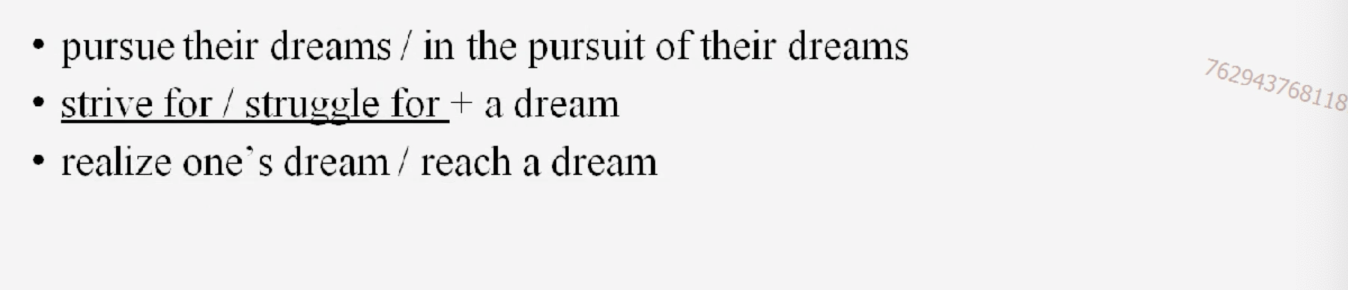 • pursue their dreams / in the pursuit of their dreams
762943768118
• strive for / struggle for + a dream
• realize one’s dream / reach a dream